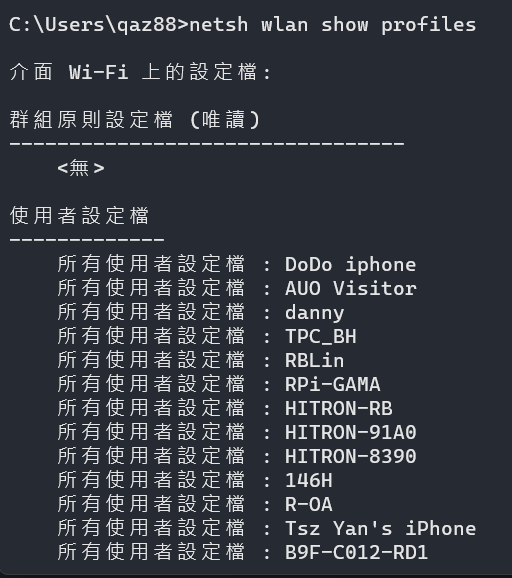 C:\Users\qaz88>netsh wlan show profiles
介面 Wi-Fi 上的設定檔:
群組原則設定檔 (唯讀)
---------------------------------
<無>
使用者設定檔
-------------
所有使用者設定檔 : DoDo iphone
所有使用者設定檔 : AUO Visitor
所有使用者設定檔 : danny
所有使用者設定檔 : TPC_BH
所有使用者設定檔 : RBLin
所有使用者設定檔 : RPi-GAMA
所有使用者設定檔 : HITRON-RB
所有使用者設定檔 : HITRON-91A0
所有使用者設定檔 : HITRON-8390
所有使用者設定檔 : 146H
所有使用者設定檔 : R-OA
所有使用者設定檔 : Tsz Yan's iPhone
所有使用者設定檔 : B9F-C012-RD1